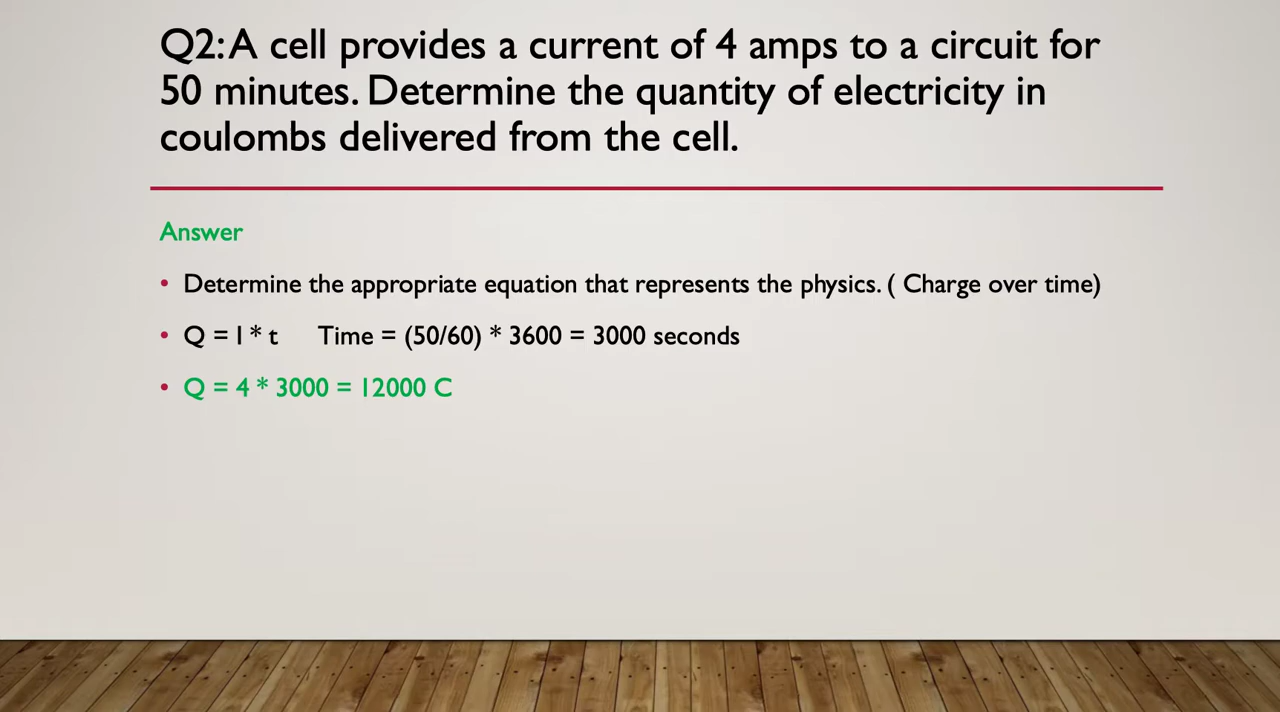 Q2: A cell provides a current of 4 amps to a circuit for
50 minutes. Determine the quantity of electricity in
coulombs delivered from the cell.
Answer
• Determine the appropriate equation that represents the physics. ( Charge over time)
• Q = I * t Time = (50/60) * 3600 = 3000 seconds
• Q = 4 * 3000 = 12000 C